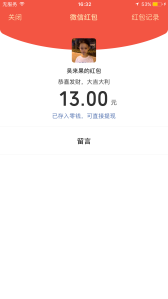 无服务 16:32 53%
关闭 微信红包 红包记录
吴来果的红包
恭喜发财，大吉大利
13.00 元
已存入零钱，可直接提现
留言